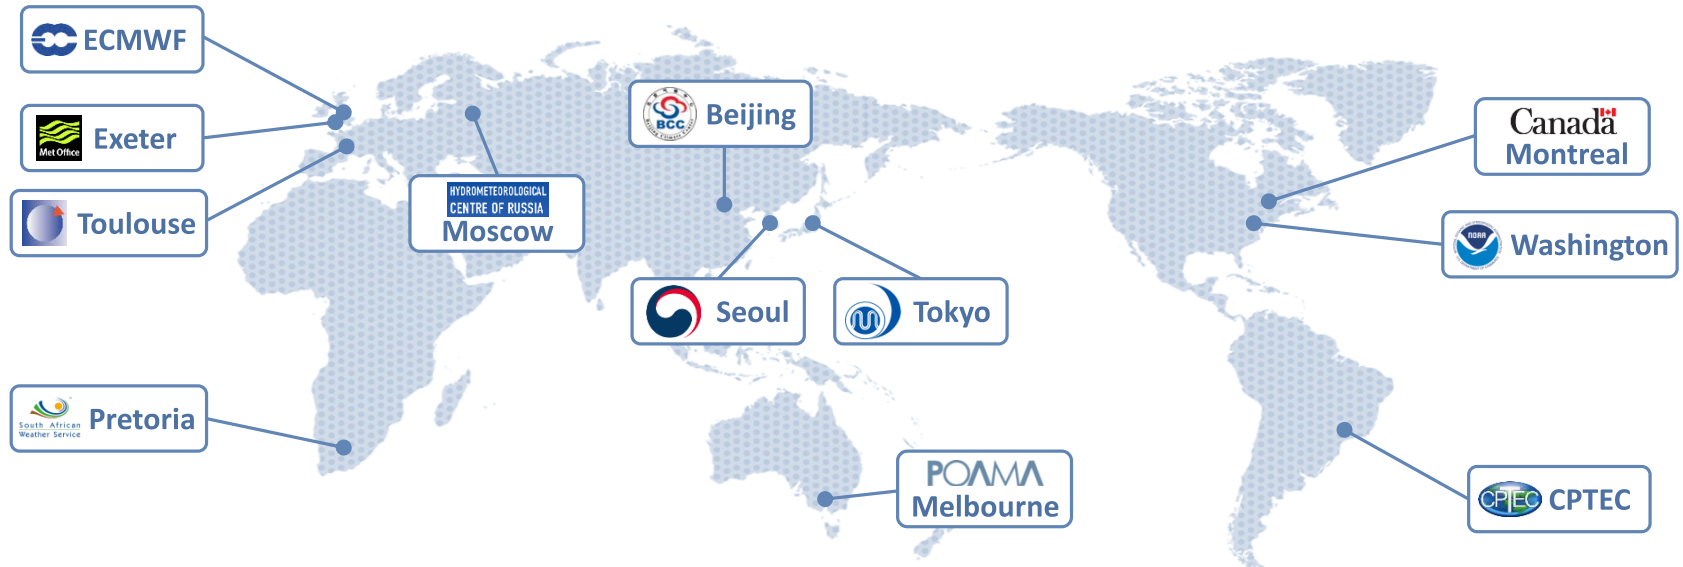 ECMWF
Met Office
Exeter
Toulouse
HYDROMETEOROLOGICAL
CENTRE OF RUSSIA
Moscow
BCC
Beijing
Seoul
Tokyo
Canada
Montreal
NOAA
Washington
South African
Weather Service
Pretoria
POAMA
Melbourne
CPTEC
CPTEC